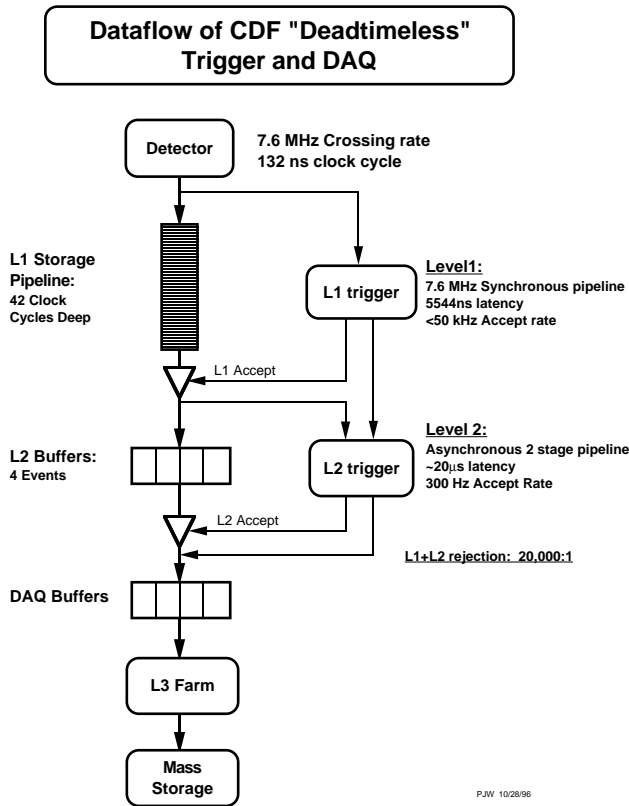 Dataflow of CDF "Deadtimeless"
Trigger and DAQ
Detector
7.6 MHz Crossing rate
132 ns clock cycle
L1 Storage
Pipeline:
42 Clock
Cycles Deep
L1 trigger
Level1:
7.6 MHz Synchronous pipeline
5544ns latency
<50 kHz Accept rate
L1 Accept
L2 Buffers:
4 Events
L2 trigger
Level 2:
Asynchronous 2 stage pipeline
~20µs latency
300 Hz Accept Rate
L2 Accept
L1+L2 rejection: 20,000:1
DAQ Buffers
L3 Farm
Mass
Storage
PJW 10/28/96